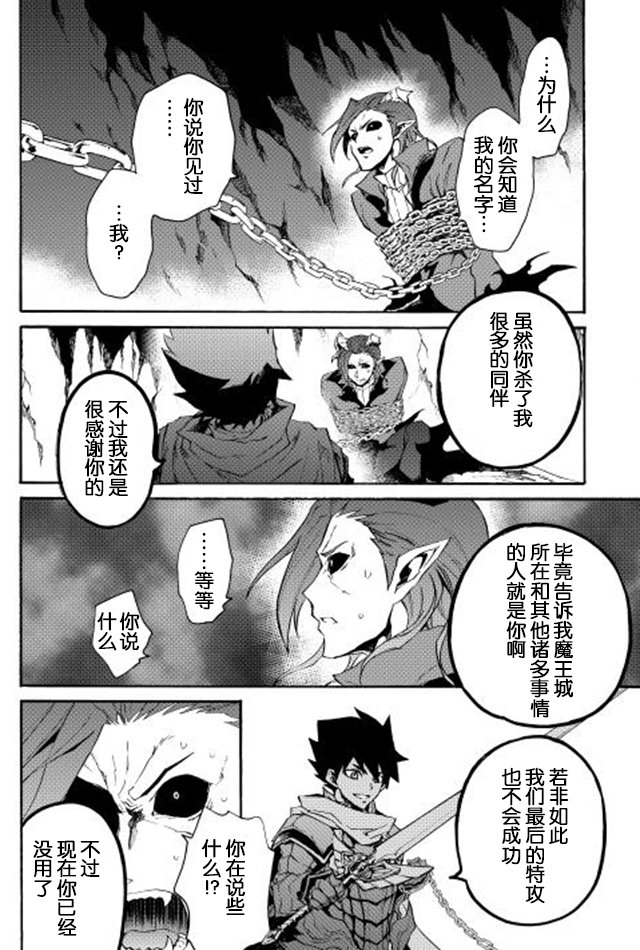 …为什么
你会知道
我的名字…
你说你见过
……
…我？
虽然你杀了我
很多的同伴
不过我还是
很感谢你的
毕竟告诉我魔王城
所在和其他诸多事情
的人就是你啊
……等等
你说
什么
若非如此
我们最后的特攻
也不会成功
你在说些
什么!?
不过
现在你已经
没用了